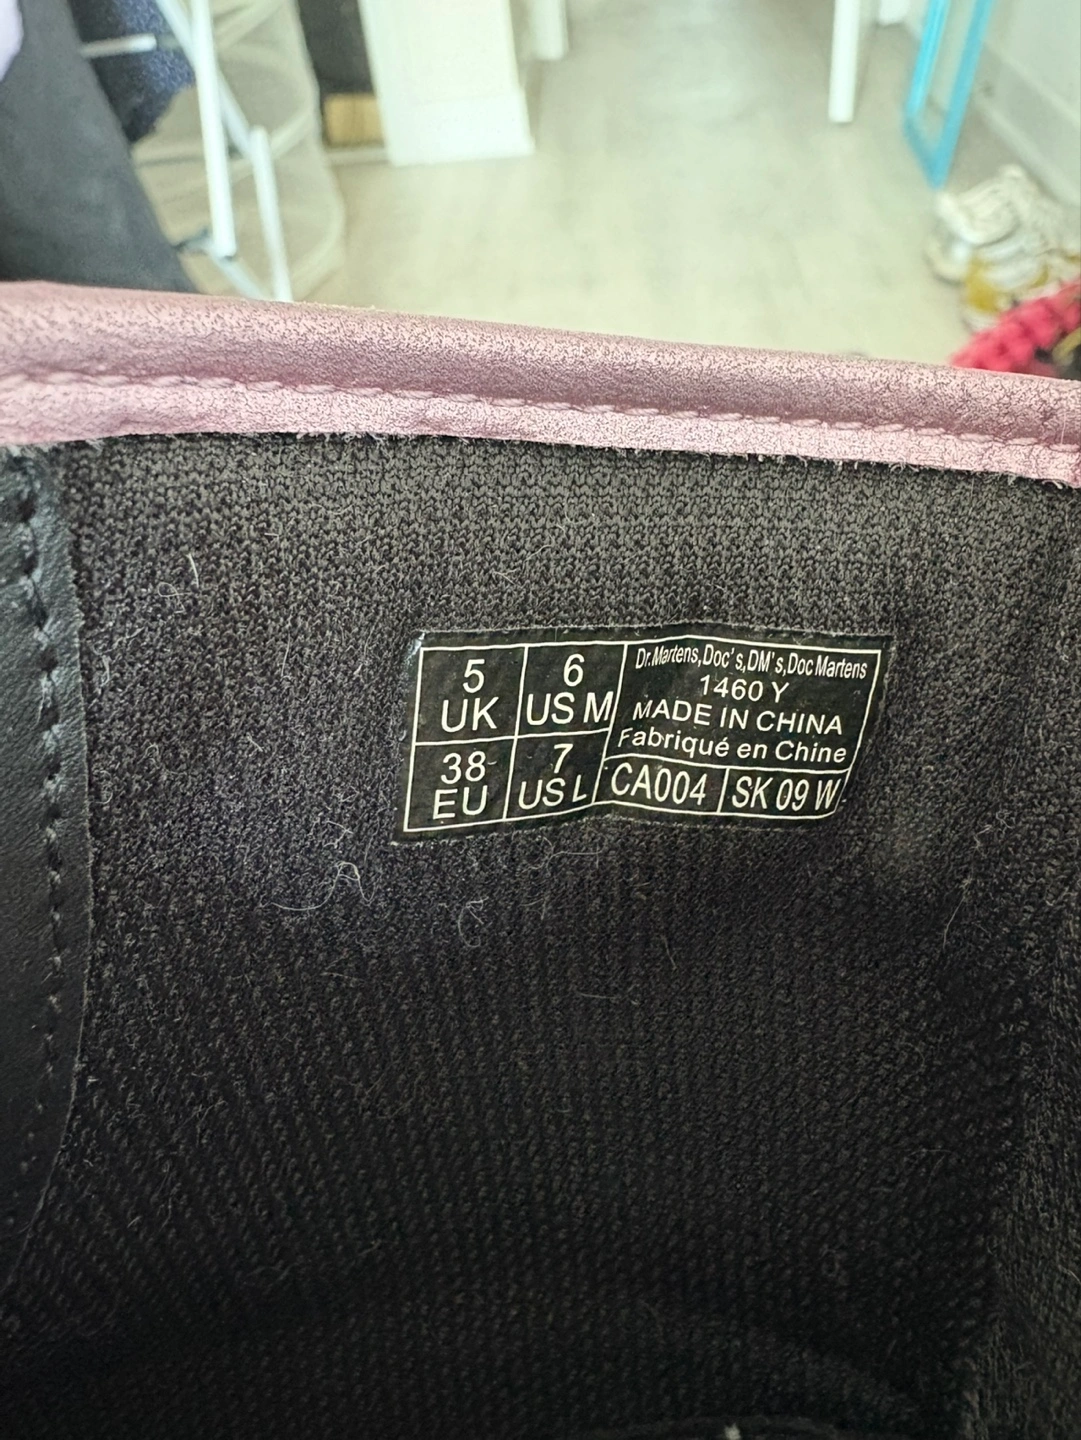 5
UK
6
US M
38
EU
7
US L
Dr.Martens,Doc's,DM's,Doc Martens
1460 Y
MADE IN CHINA
Fabriqué en Chine
CA004
SK 09 W